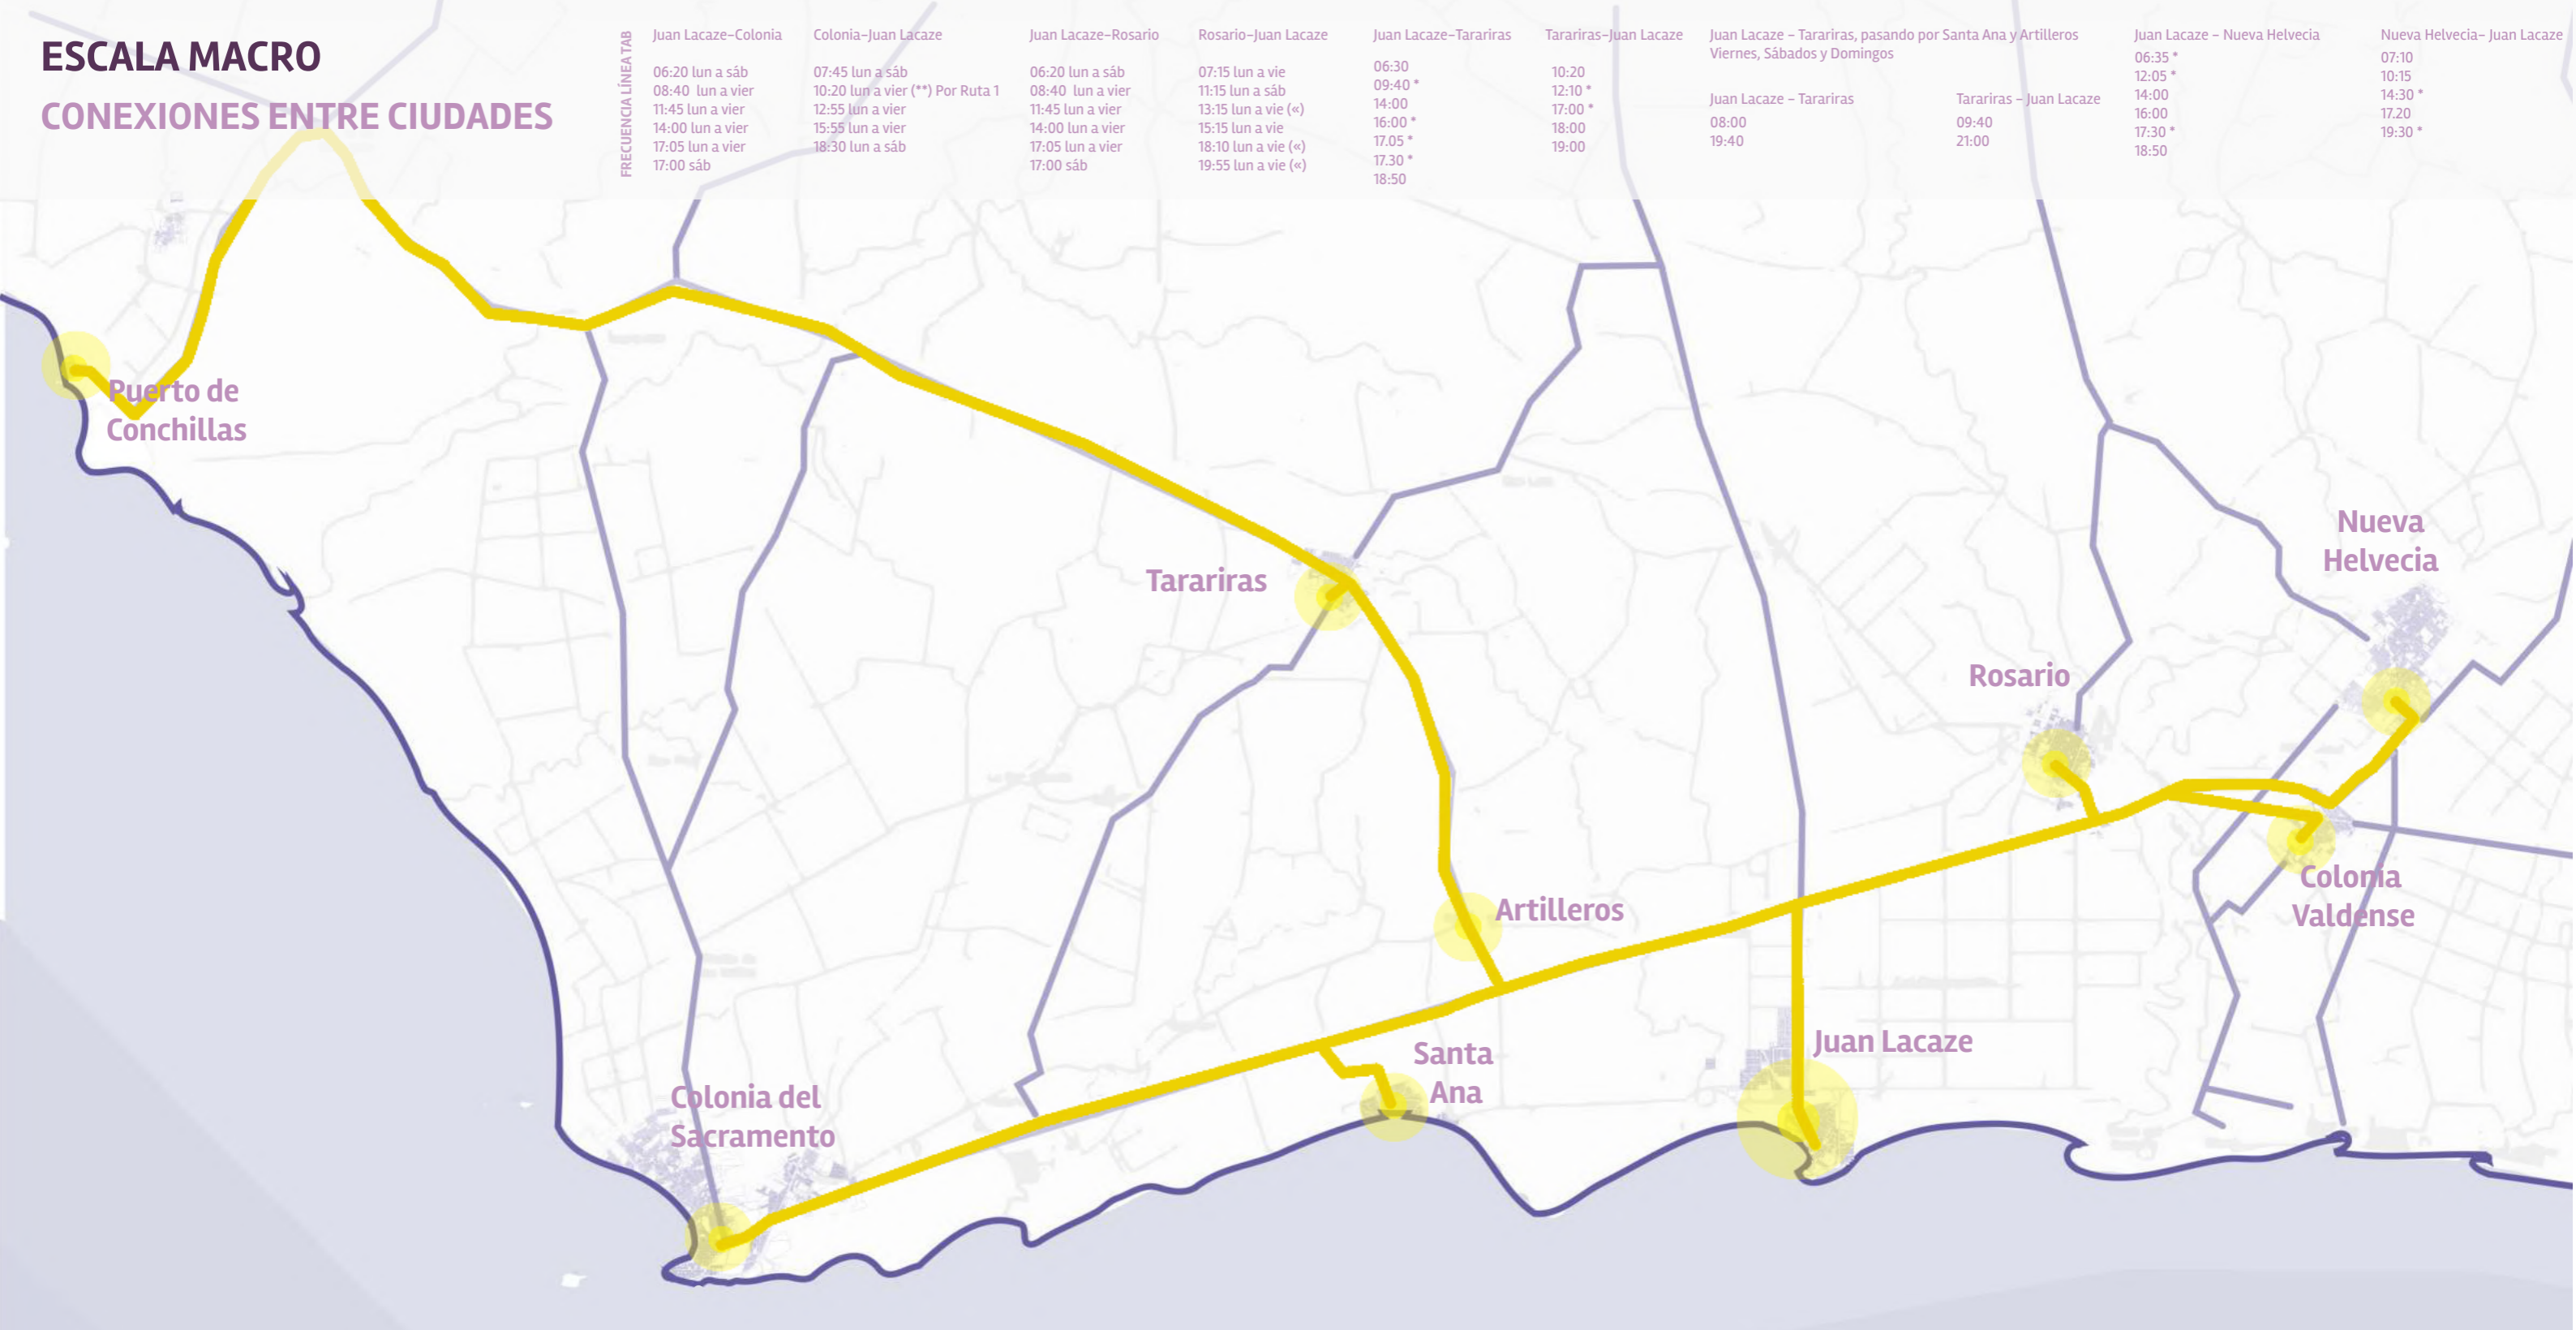 ESCALA MACRO
CONEXIONES ENTRE CIUDADES
FRECUENCIA LÍNEA TAB
Juan Lacaze-Colonia
06:20 lun a sáb
08:40 lun a vier
11:45 lun a vier
14:00 lun a vier
17:05 lun a vier
17:00 sáb
Colonia-Juan Lacaze
07:45 lun a sáb
10:20 lun a vier (**) Por Ruta 1
12:55 lun a vier
15:55 lun a vier
18:30 lun a sáb
Juan Lacaze-Rosario
06:20 lun a sáb
08:40 lun a vier
11:45 lun a vier
14:00 lun a vier
17:05 lun a vier
17:00 sáb
Rosario-Juan Lacaze
07:15 lun a vie
11:15 lun a sáb
13:15 lun a vie («)
15:15 lun a vie
18:10 lun a vie («)
19:55 lun a vie («)
Juan Lacaze-Tarariras
06:30
09:40 *
14:00
16:00 *
17.05 *
17.30 *
18:50
Tarariras-Juan Lacaze
10:20
12:10 *
17:00 *
18:00
19:00
Juan Lacaze - Tarariras, pasando por Santa Ana y Artilleros
Viernes, Sábados y Domingos
Juan Lacaze - Tarariras
08:00
19:40
Tarariras - Juan Lacaze
09:40
21:00
Juan Lacaze - Nueva Helvecia
06:35 *
12:05 *
14:00
16:00
17:30 *
18:50
Nueva Helvecia- Juan Lacaze
07:10
10:15
14:30 *
17.20
19:30 *
Puerto de
Conchillas
Tarariras
Nueva
Helvecia
Rosario
Colonia
Valdense
Artilleros
Juan Lacaze
Santa
Ana
Colonia del
Sacramento